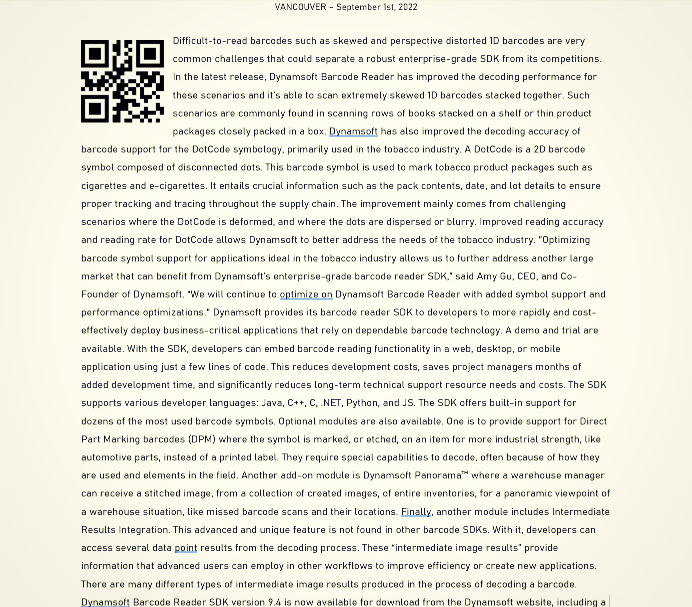 VANCOUVER – September 1st, 2022
Difficult-to-read barcodes such as skewed and perspective distorted 1D barcodes are very
common challenges that could separate a robust enterprise-grade SDK from its competitions.
In the latest release, Dynamsoft Barcode Reader has improved the decoding performance for
these scenarios and it's able to scan extremely skewed 1D barcodes stacked together. Such
scenarios are commonly found in scanning rows of books stacked on a shelf or thin product
packages closely packed in a box. Dynamsoft has also improved the decoding accuracy of
barcode support for the DotCode symbology, primarily used in the tobacco industry. A DotCode is a 2D barcode
symbol composed of disconnected dots. This barcode symbol is used to mark tobacco product packages such as
cigarettes and e-cigarettes. It entails crucial information such as the pack contents, date, and lot details to ensure
proper tracking and tracing throughout the supply chain. The improvement mainly comes from challenging
scenarios where the DotCode is deformed, and where the dots are dispersed or blurry. Improved reading accuracy
and reading rate for DotCode allows Dynamsoft to better address the needs of the tobacco industry. "Optimizing
barcode symbol support for applications ideal in the tobacco industry allows us to further address another large
market that can benefit from Dynamsoft's enterprise-grade barcode reader SDK," said Amy Gu, CEO, and Co-
Founder of Dynamsoft. "We will continue to optimize on Dynamsoft Barcode Reader with added symbol support and
performance optimizations." Dynamsoft provides its barcode reader SDK to developers to more rapidly and cost-
effectively deploy business-critical applications that rely on dependable barcode technology. A demo and trial are
available. With the SDK, developers can embed barcode reading functionality in a web, desktop, or mobile
application using just a few lines of code. This reduces development costs, saves project managers months of
added development time, and significantly reduces long-term technical support resource needs and costs. The SDK
supports various developer languages: Java, C++, C, .NET, Python, and JS. The SDK offers built-in support for
dozens of the most used barcode symbols. Optional modules are also available. One is to provide support for Direct
Part Marking barcodes (DPM) where the symbol is marked, or etched, on an item for more industrial strength, like
automotive parts, instead of a printed label. They require special capabilities to decode, often because of how they
are used and elements in the field. Another add-on module is Dynamsoft Panorama™ where a warehouse manager
can receive a stitched image, from a collection of created images, of entire inventories, for a panoramic viewpoint of
a warehouse situation, like missed barcode scans and their locations. Finally, another module includes Intermediate
Results Integration. This advanced and unique feature is not found in other barcode SDKs. With it, developers can
access several data point results from the decoding process. These "intermediate image results" provide
information that advanced users can employ in other workflows to improve efficiency or create new applications.
There are many different types of intermediate image results produced in the process of decoding a barcode.
Dynamsoft Barcode Reader SDK version 9.4 is now available for download from the Dynamsoft website, including a